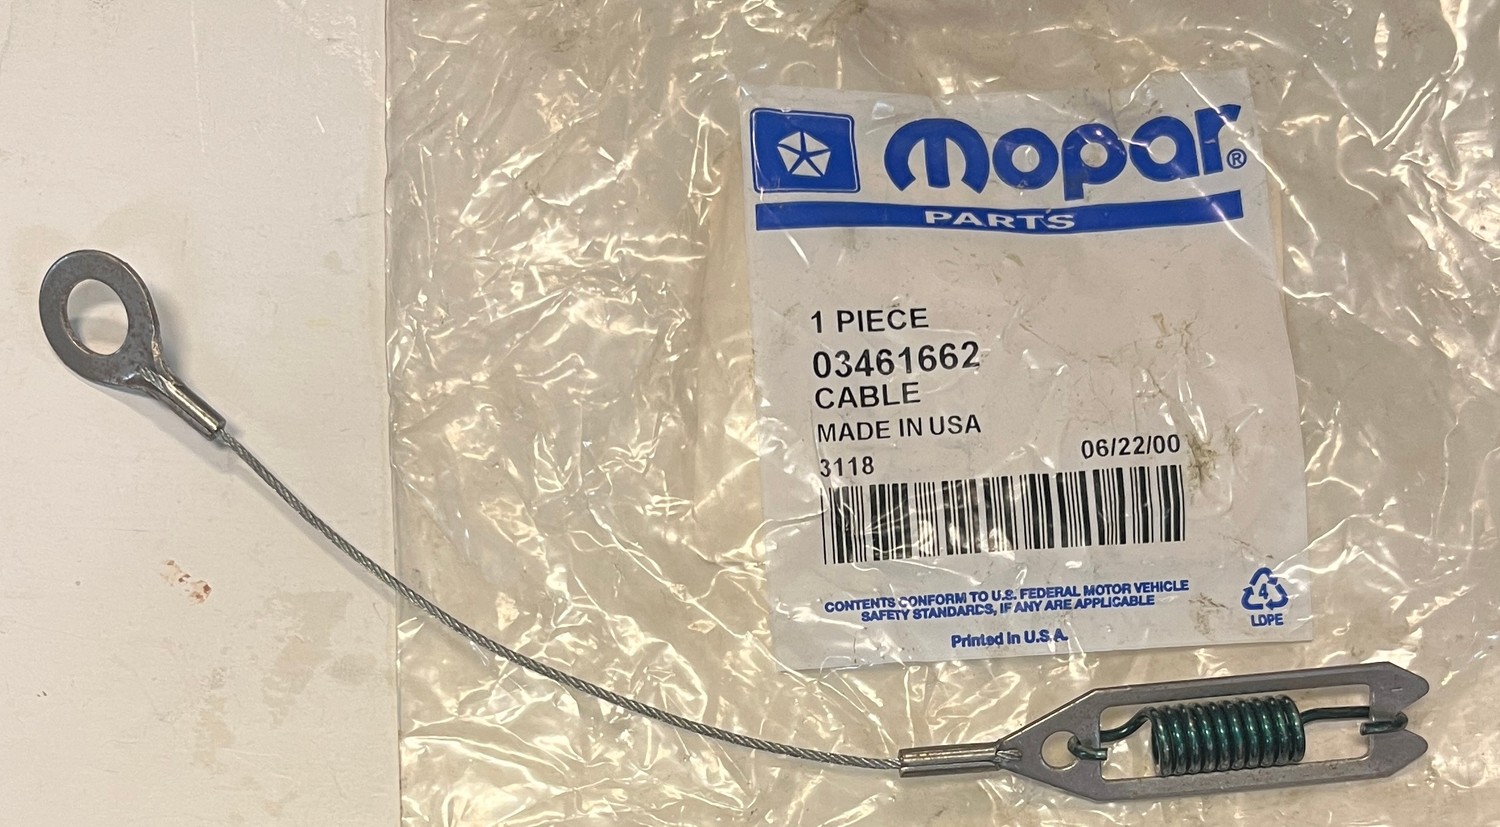 mopar®
PARTS
1 PIECE
03461662
CABLE
MADE IN USA
3118 06/22/00
CONTENTS CONFORM TO U.S. FEDERAL MOTOR VEHICLE
SAFETY STANDARDS, IF ANY ARE APPLICABLE
Printed in U.S.A.
4
LDPE